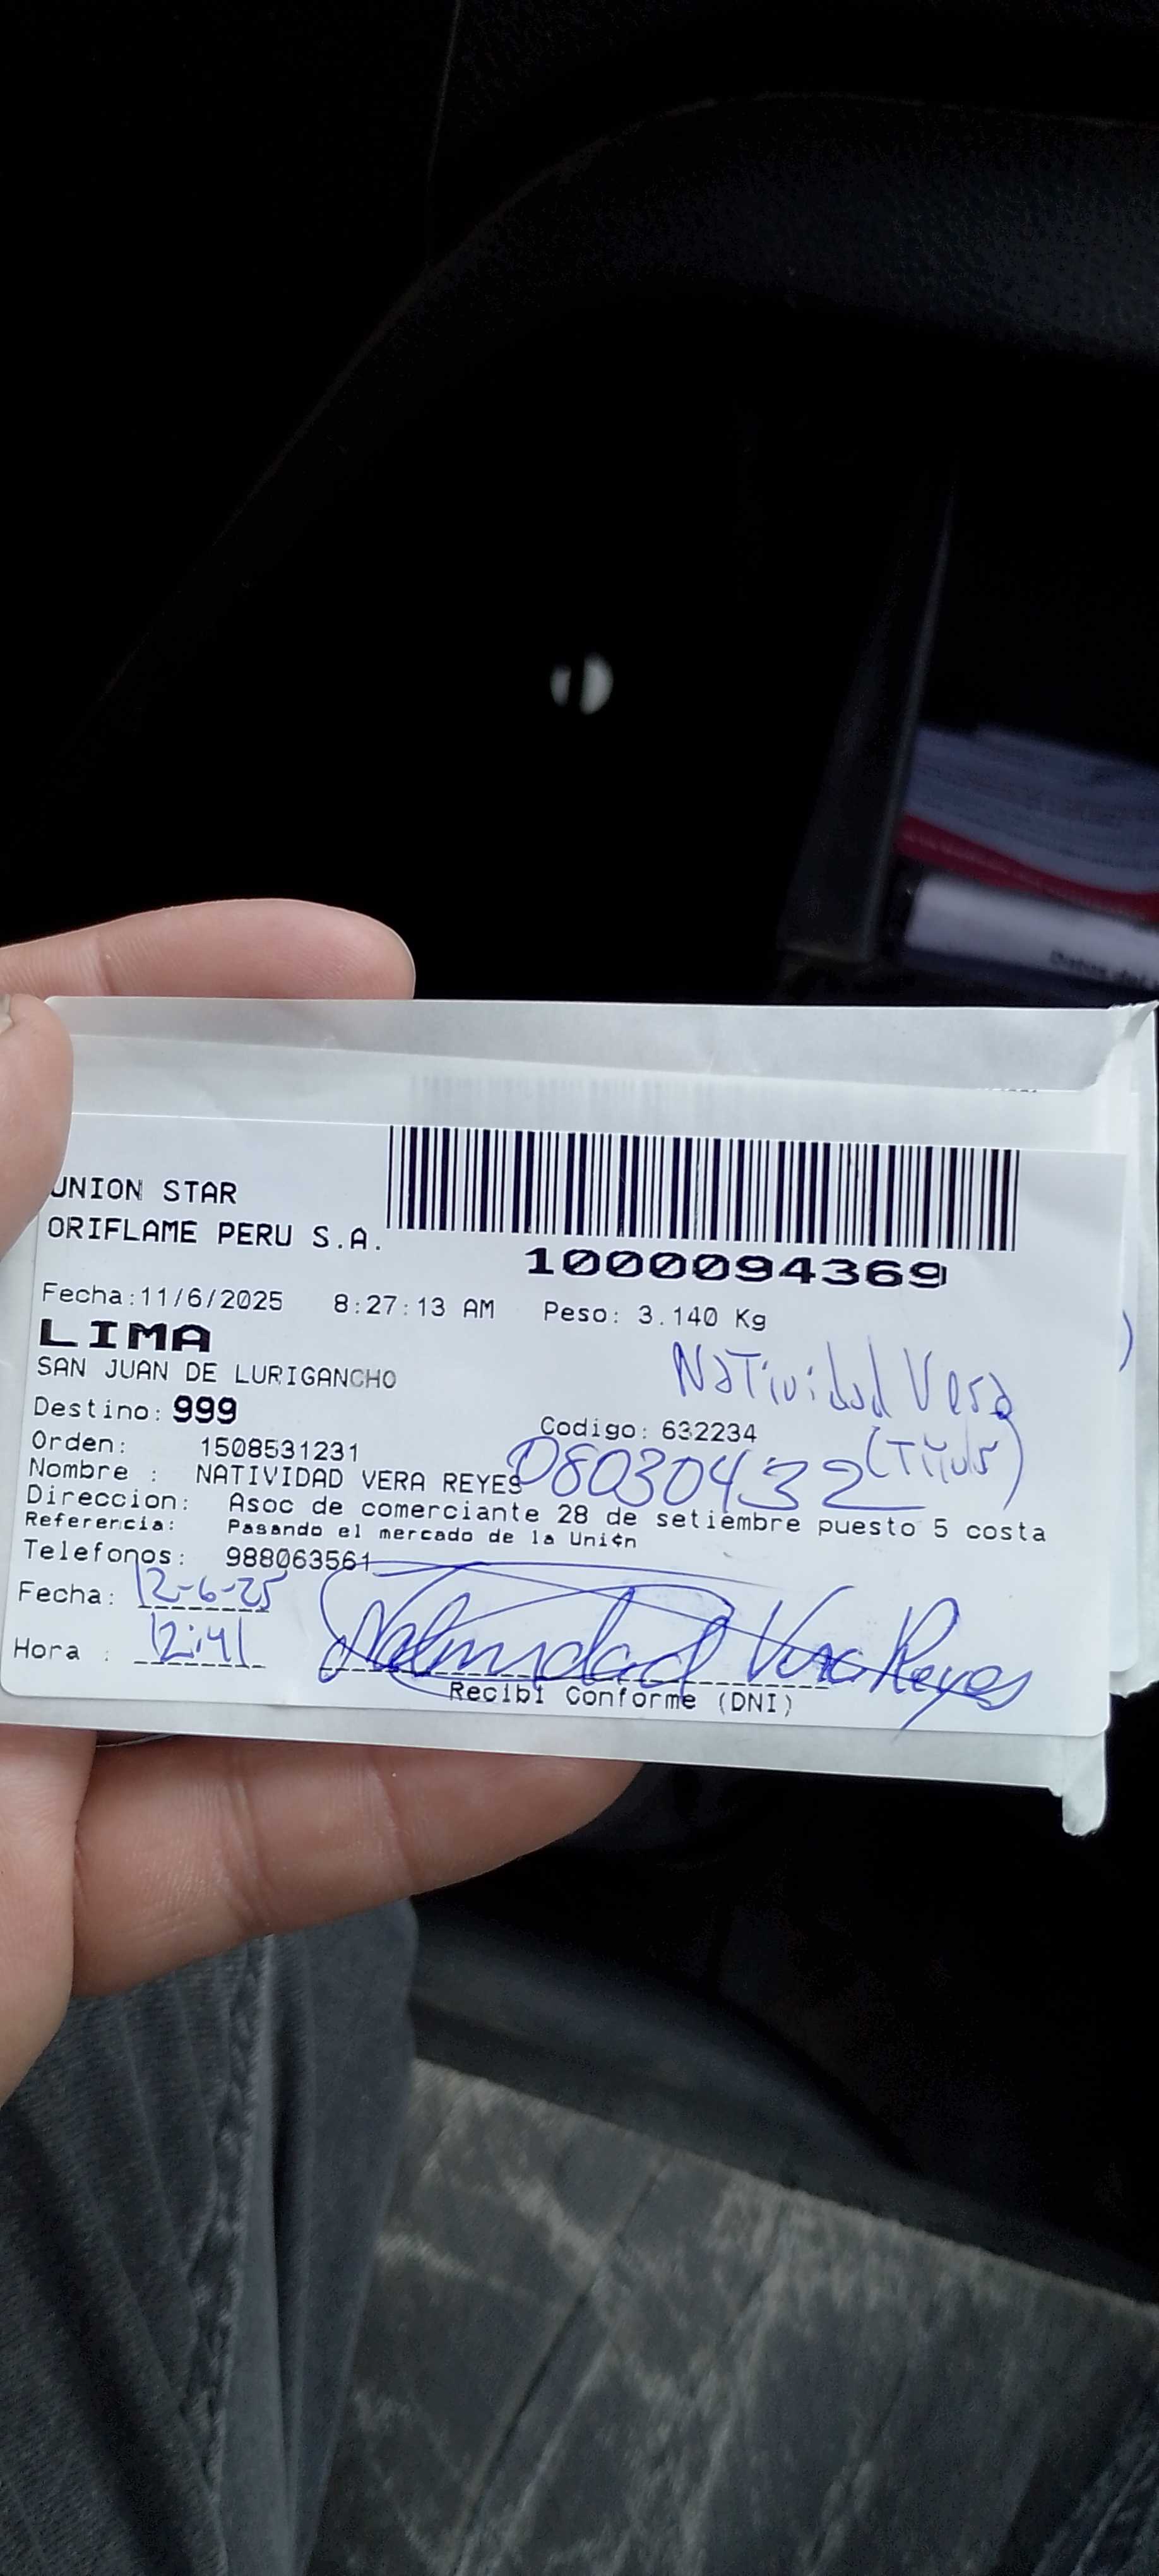 UNION STAR
ORIFLAME PERU S.A.
1000094369
Fecha:11/6/2025 8:27:13 AM Peso: 3.140 Kg
LIMA
SAN JUAN DE LURIGANCHO
Natividad Vera
Destino: 999 Codigo: 632234
(Titular)
Orden: 1508531231
08030432
Nombre : NATIVIDAD VERA REYES
Direccion: Asoc de comerciante 28 de setiembre puesto 5 costa
Referencia: Pasando el mercado de la Uni¢n
Telefonos: 988063561
Fecha: 12-6-25
Hora : 12:41
Natividad Vera Reyes
Recibi Conforme (DNI)